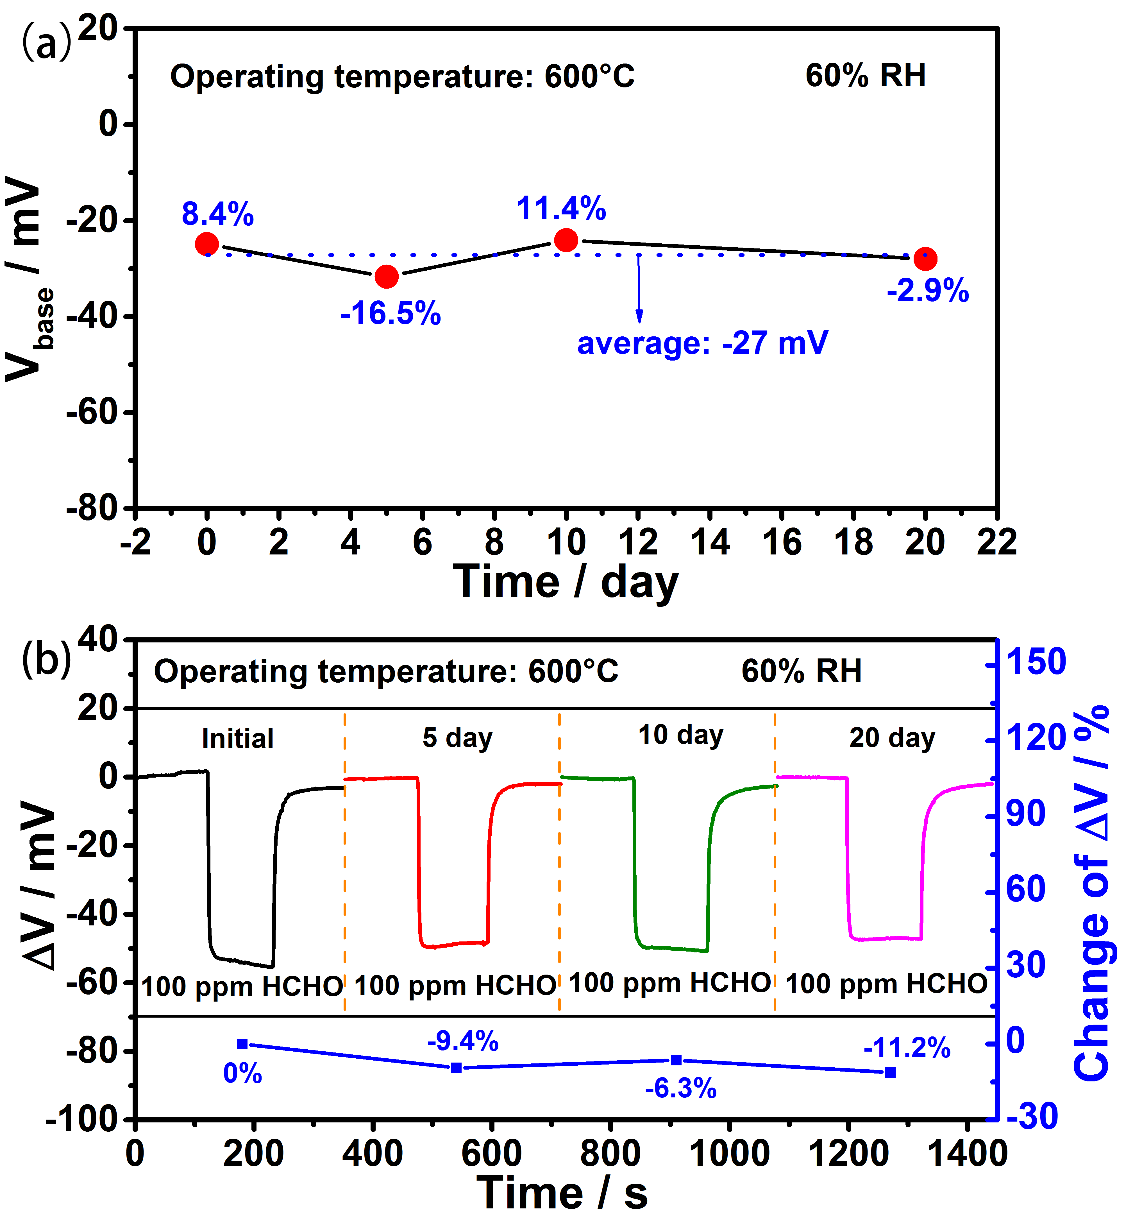 (a)
20
0
-20
-40
-60
-80
V base / mV
Operating temperature: 600°C 60% RH
8.4%
-16.5%
11.4%
-2.9%
average: -27 mV
-2 0 2 4 6 8 10 12 14 16 18 20 22
Time / day
(b)
40
20
0
-20
-40
-60
-80
-100
ΔV / mV
Operating temperature: 600°C 60% RH
Initial 5 day 10 day 20 day
100 ppm HCHO 100 ppm HCHO 100 ppm HCHO 100 ppm HCHO
0%
-9.4%
-6.3%
-11.2%
150
120
90
60
30
0
-30
Change of ΔV / %
0 200 400 600 800 1000 1200 1400
Time / s